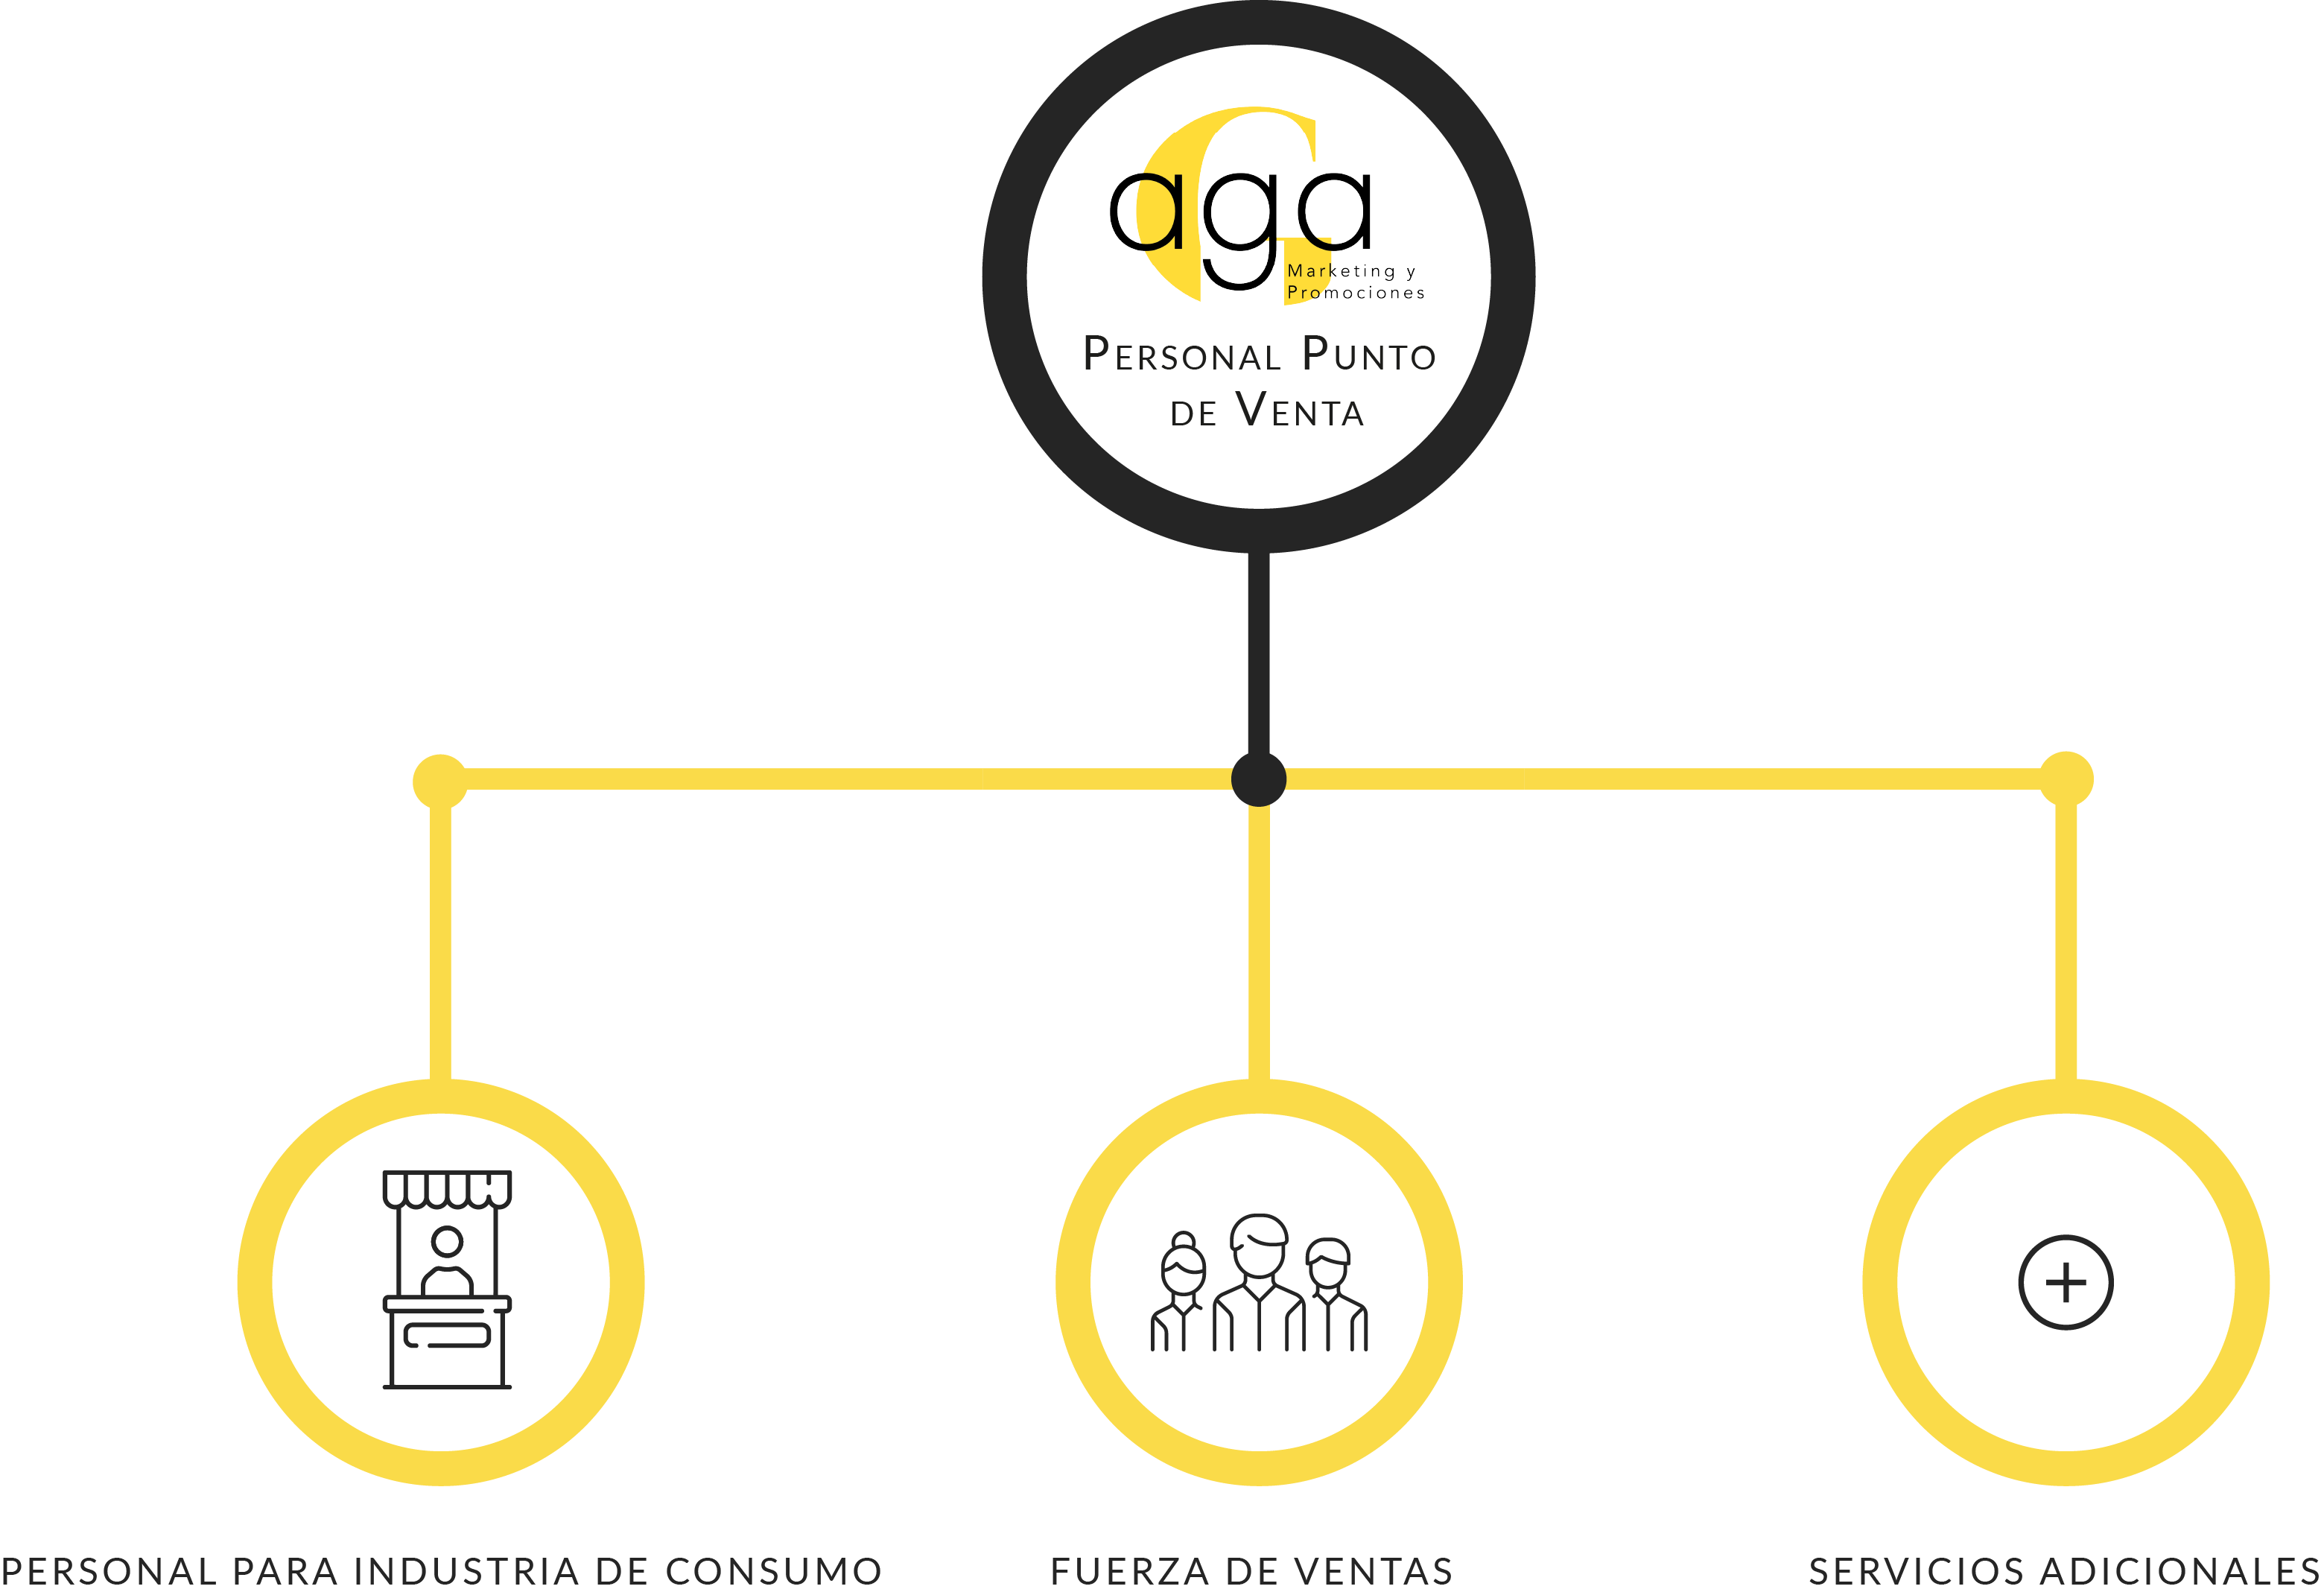 aga
Marketing y
Promociones
Personal Punto
de Venta
PERSONAL PARA INDUSTRIA DE CONSUMO
FUERZA DE VENTAS
SERVICIOS ADICIONALES